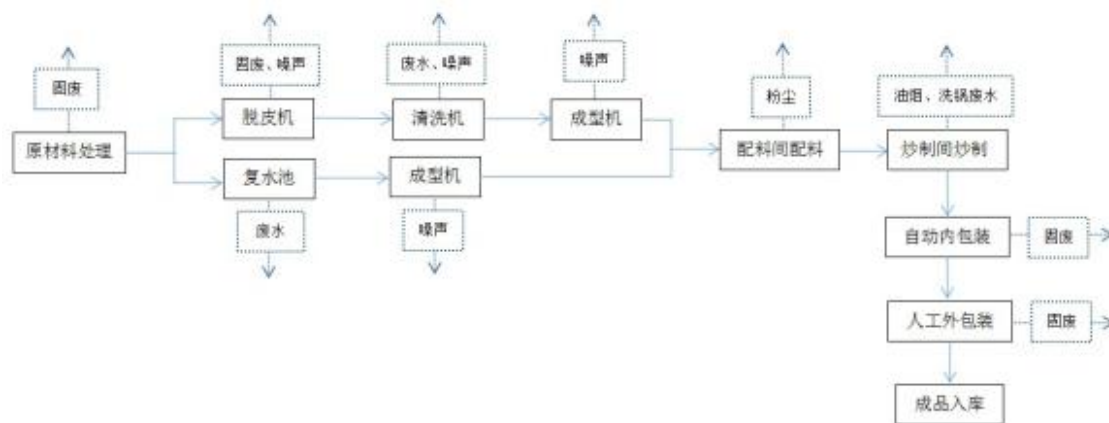 固废
固废、噪声
废水、噪声
噪声
粉尘
油烟、洗锅废水
原材料处理
脱皮机
清洗机
成型机
配料间配料
炒制间炒制
复水池
成型机
废水
噪声
自动内包装
固废
人工外包装
固废
成品入库